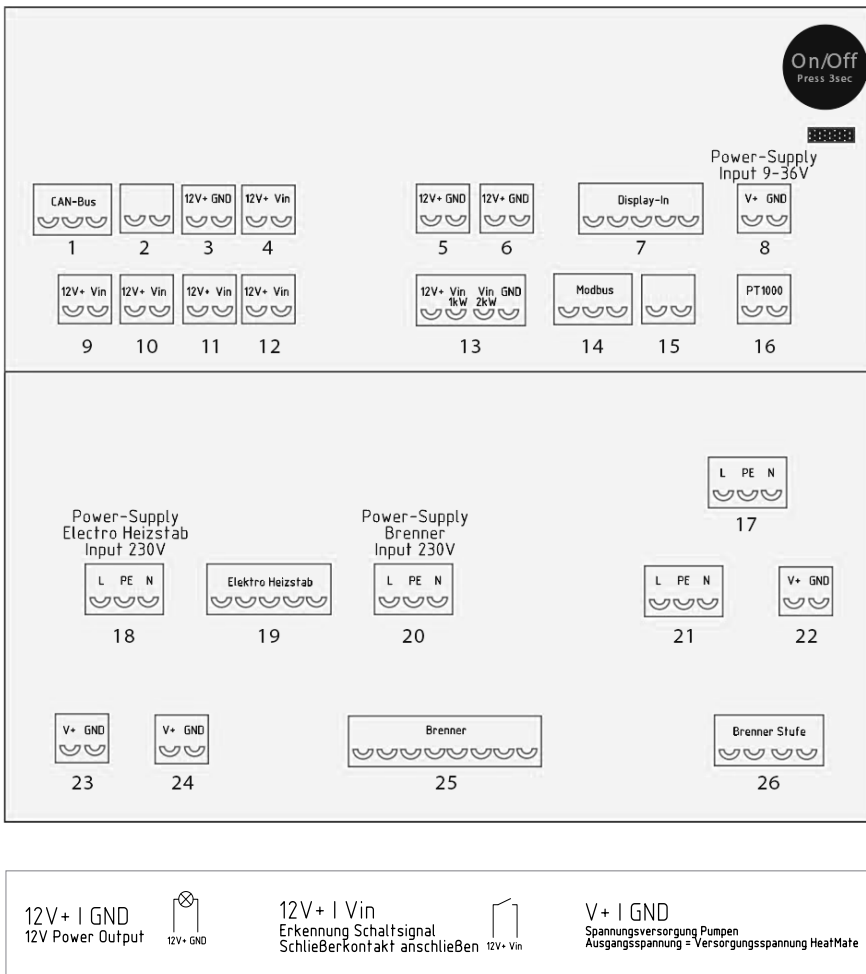 On/Off
Press 3sec
Power-Supply
Input 9-36V
CAN-Bus
12V+ GND
12V+ Vin
12V+ GND
12V+ GND
Display-In
V+ GND
1
2
3
4
5
6
7
8
12V+ Vin
12V+ Vin
12V+ Vin
12V+ Vin
12V+ Vin Vin GND
1kW 2kW
Modbus
PT1000
9
10
11
12
13
14
15
16
L PE N
17
Power-Supply
Electro Heizstab
Input 230V
Power-Supply
Brenner
Input 230V
L PE N
Elektro Heizstab
L PE N
L PE N
V+ GND
18
19
20
21
22
V+ GND
V+ GND
Brenner
Brenner Stufe
23
24
25
26
12V+ | GND
12V Power Output
12V+ GND
12V+ | Vin
Erkennung Schaltsignal
Schließerkontakt anschließen
12V+ Vin
V+ | GND
Spannungsversorgung Pumpen
Ausgangsspannung = Versorgungsspannung HeatMate